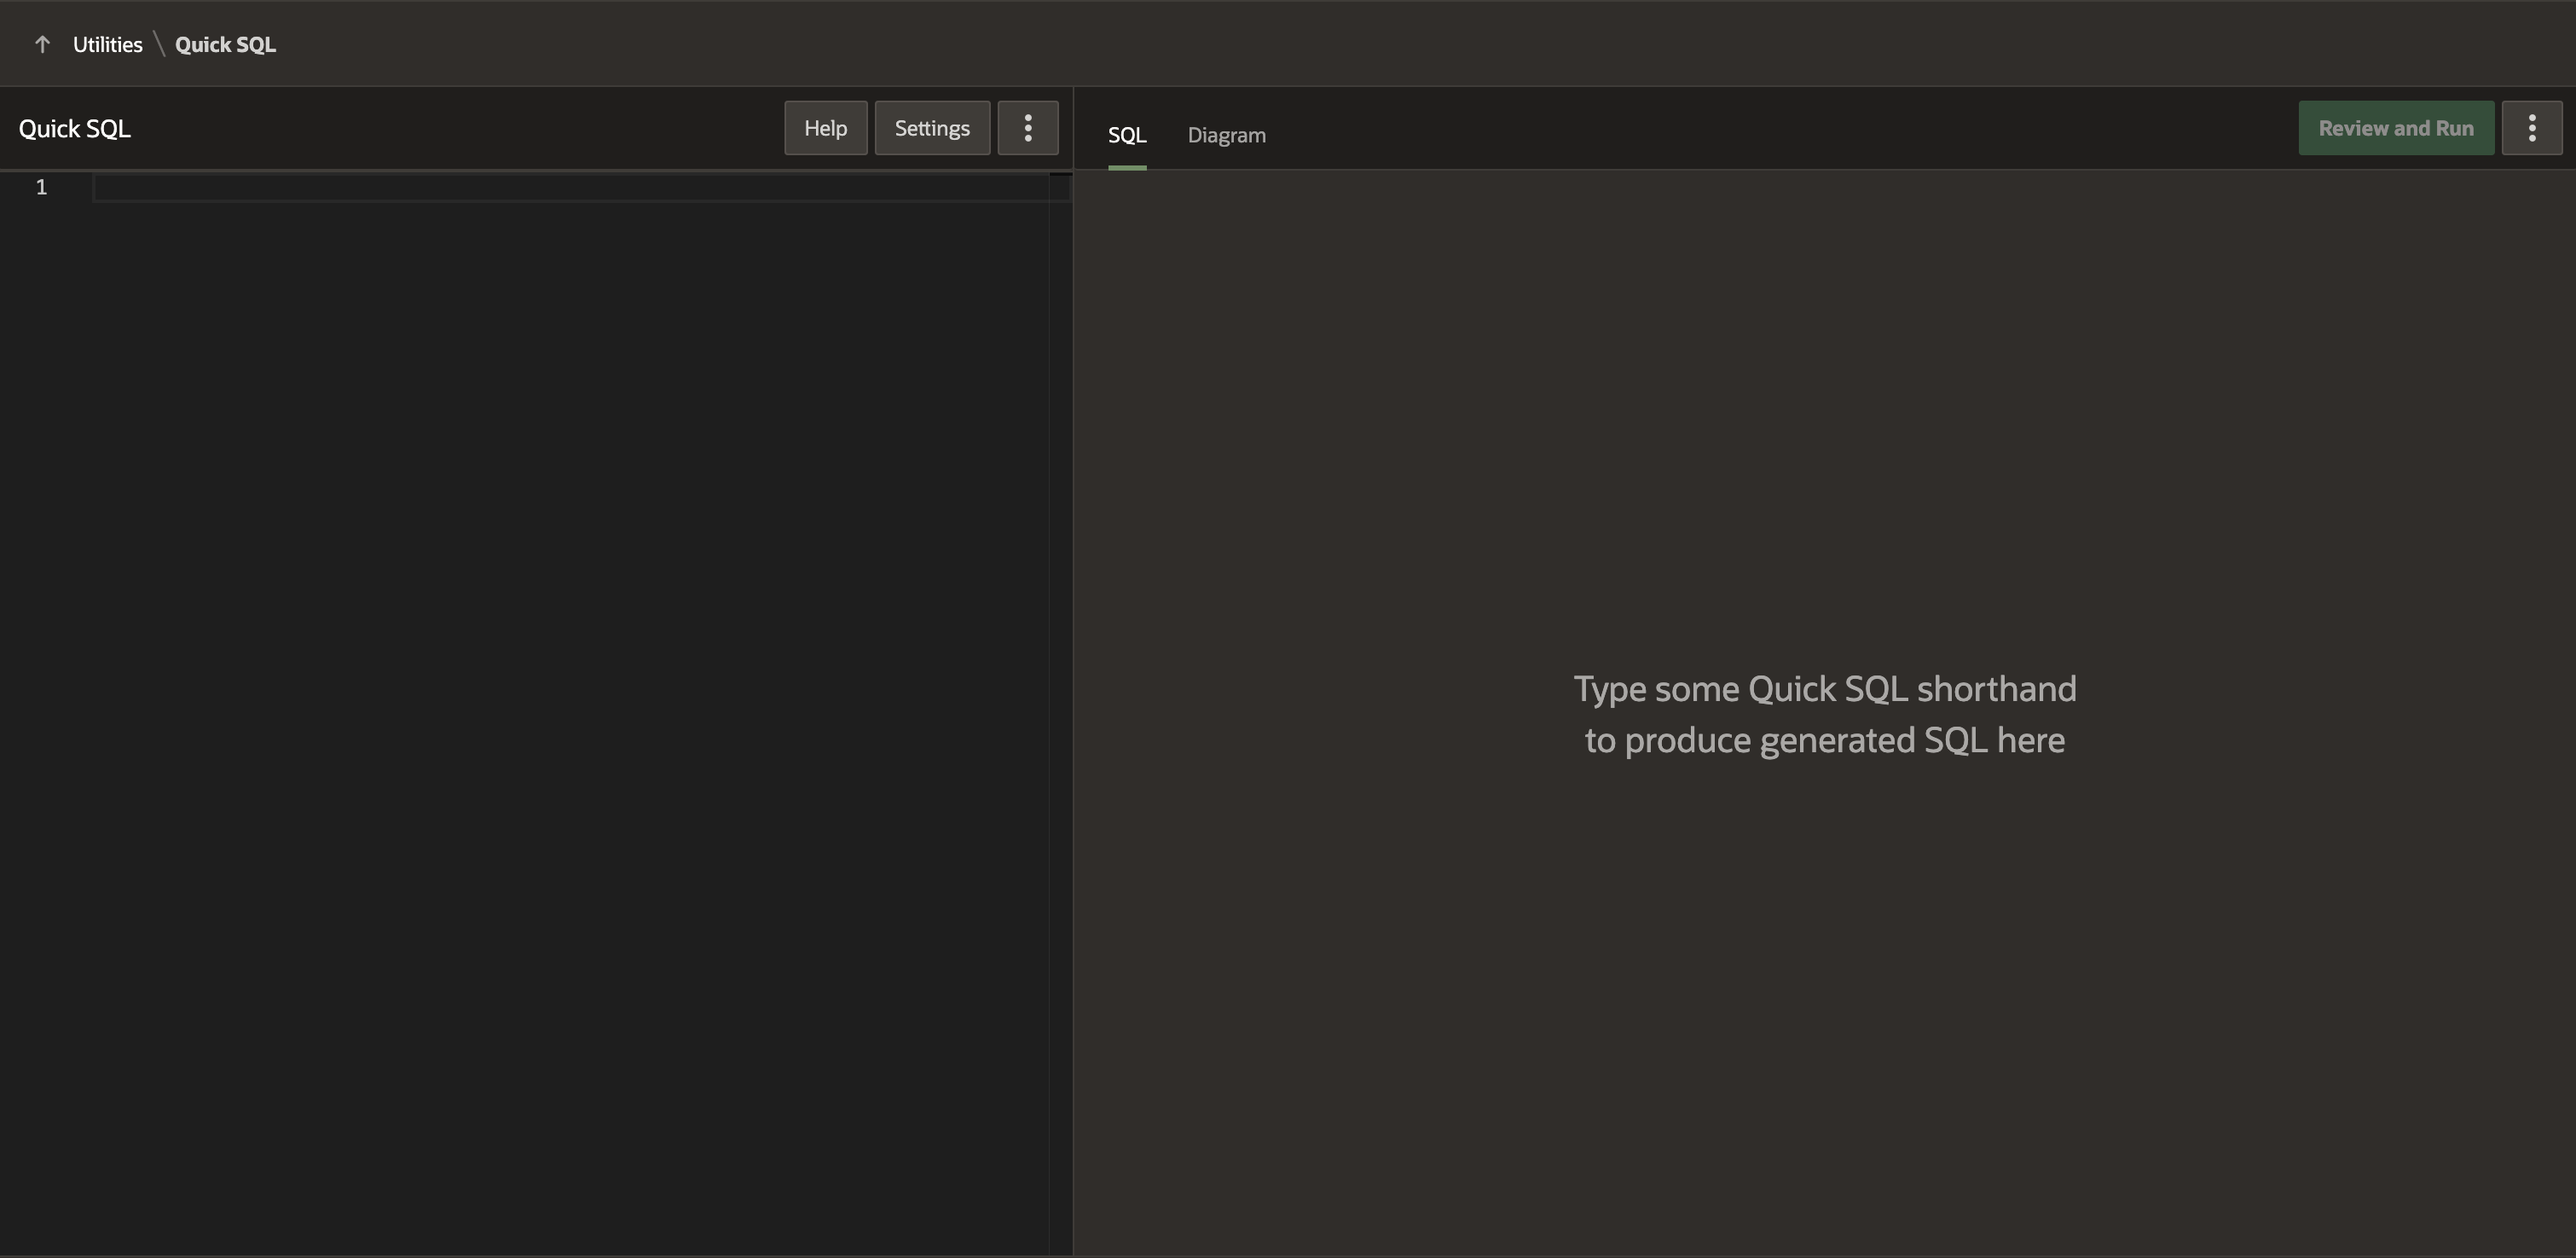 Utilities \ Quick SQL
Quick SQL
Help
Settings
SQL
Diagram
Review and Run
1
Type some Quick SQL shorthand
to produce generated SQL here